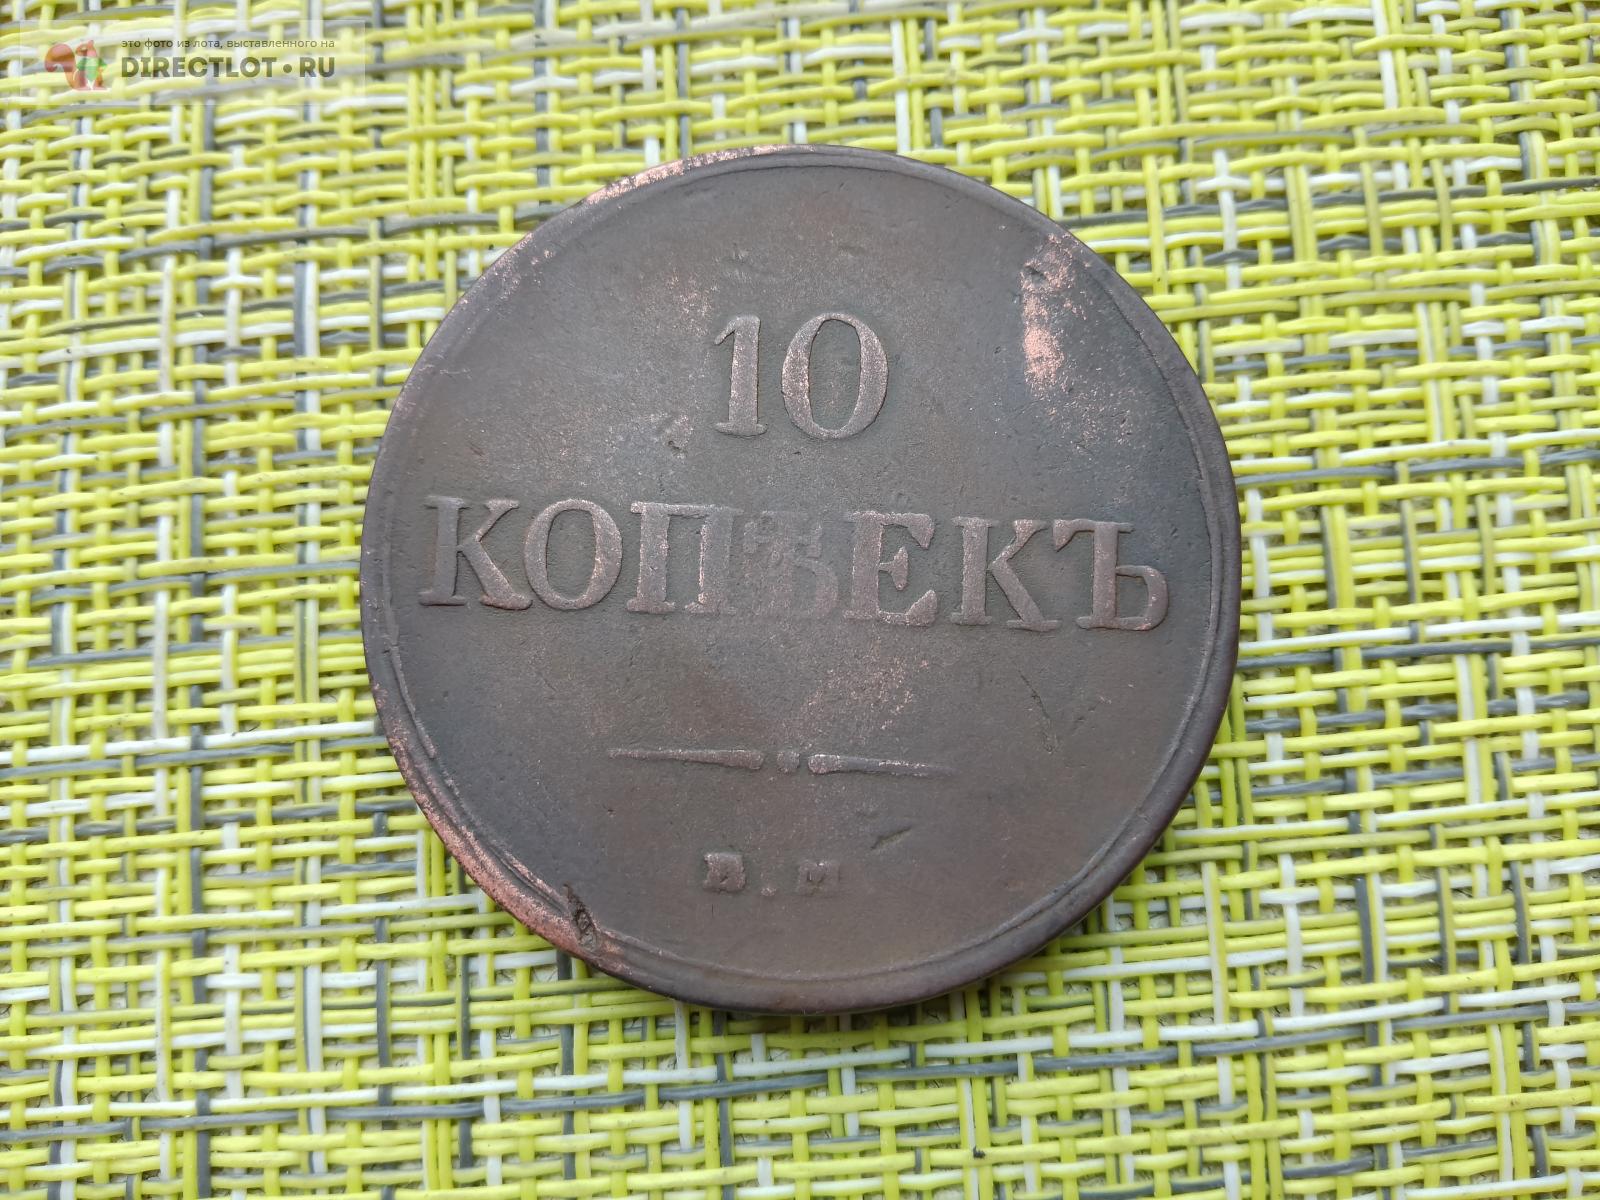 это фото из лота, выставленного на
DIRECTLOT•RU
10
КОПѢЕКЪ